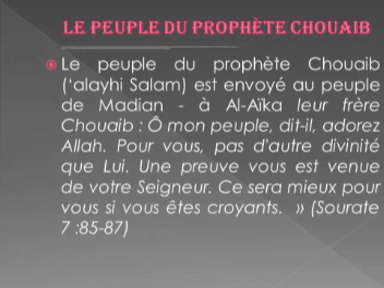 LE PEUPLE DU PROPHÈTE CHOUAIB
Le peuple du prophète Chouaib
(‘alayhi Salam) est envoyé au peuple
de Madian - à Al-Aïka leur frère
Chouaib : Ô mon peuple, dit-il, adorez
Allah. Pour vous, pas d'autre divinité
que Lui. Une preuve vous est venue
de votre Seigneur. Ce sera mieux pour
vous si vous êtes croyants. » (Sourate
7 :85-87)